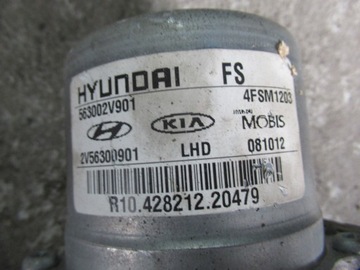 HYUNDAI FS
563002V901 4FSM1203
KIA MOBIS
2V56300901 LHD 081012
R10.428212.20479